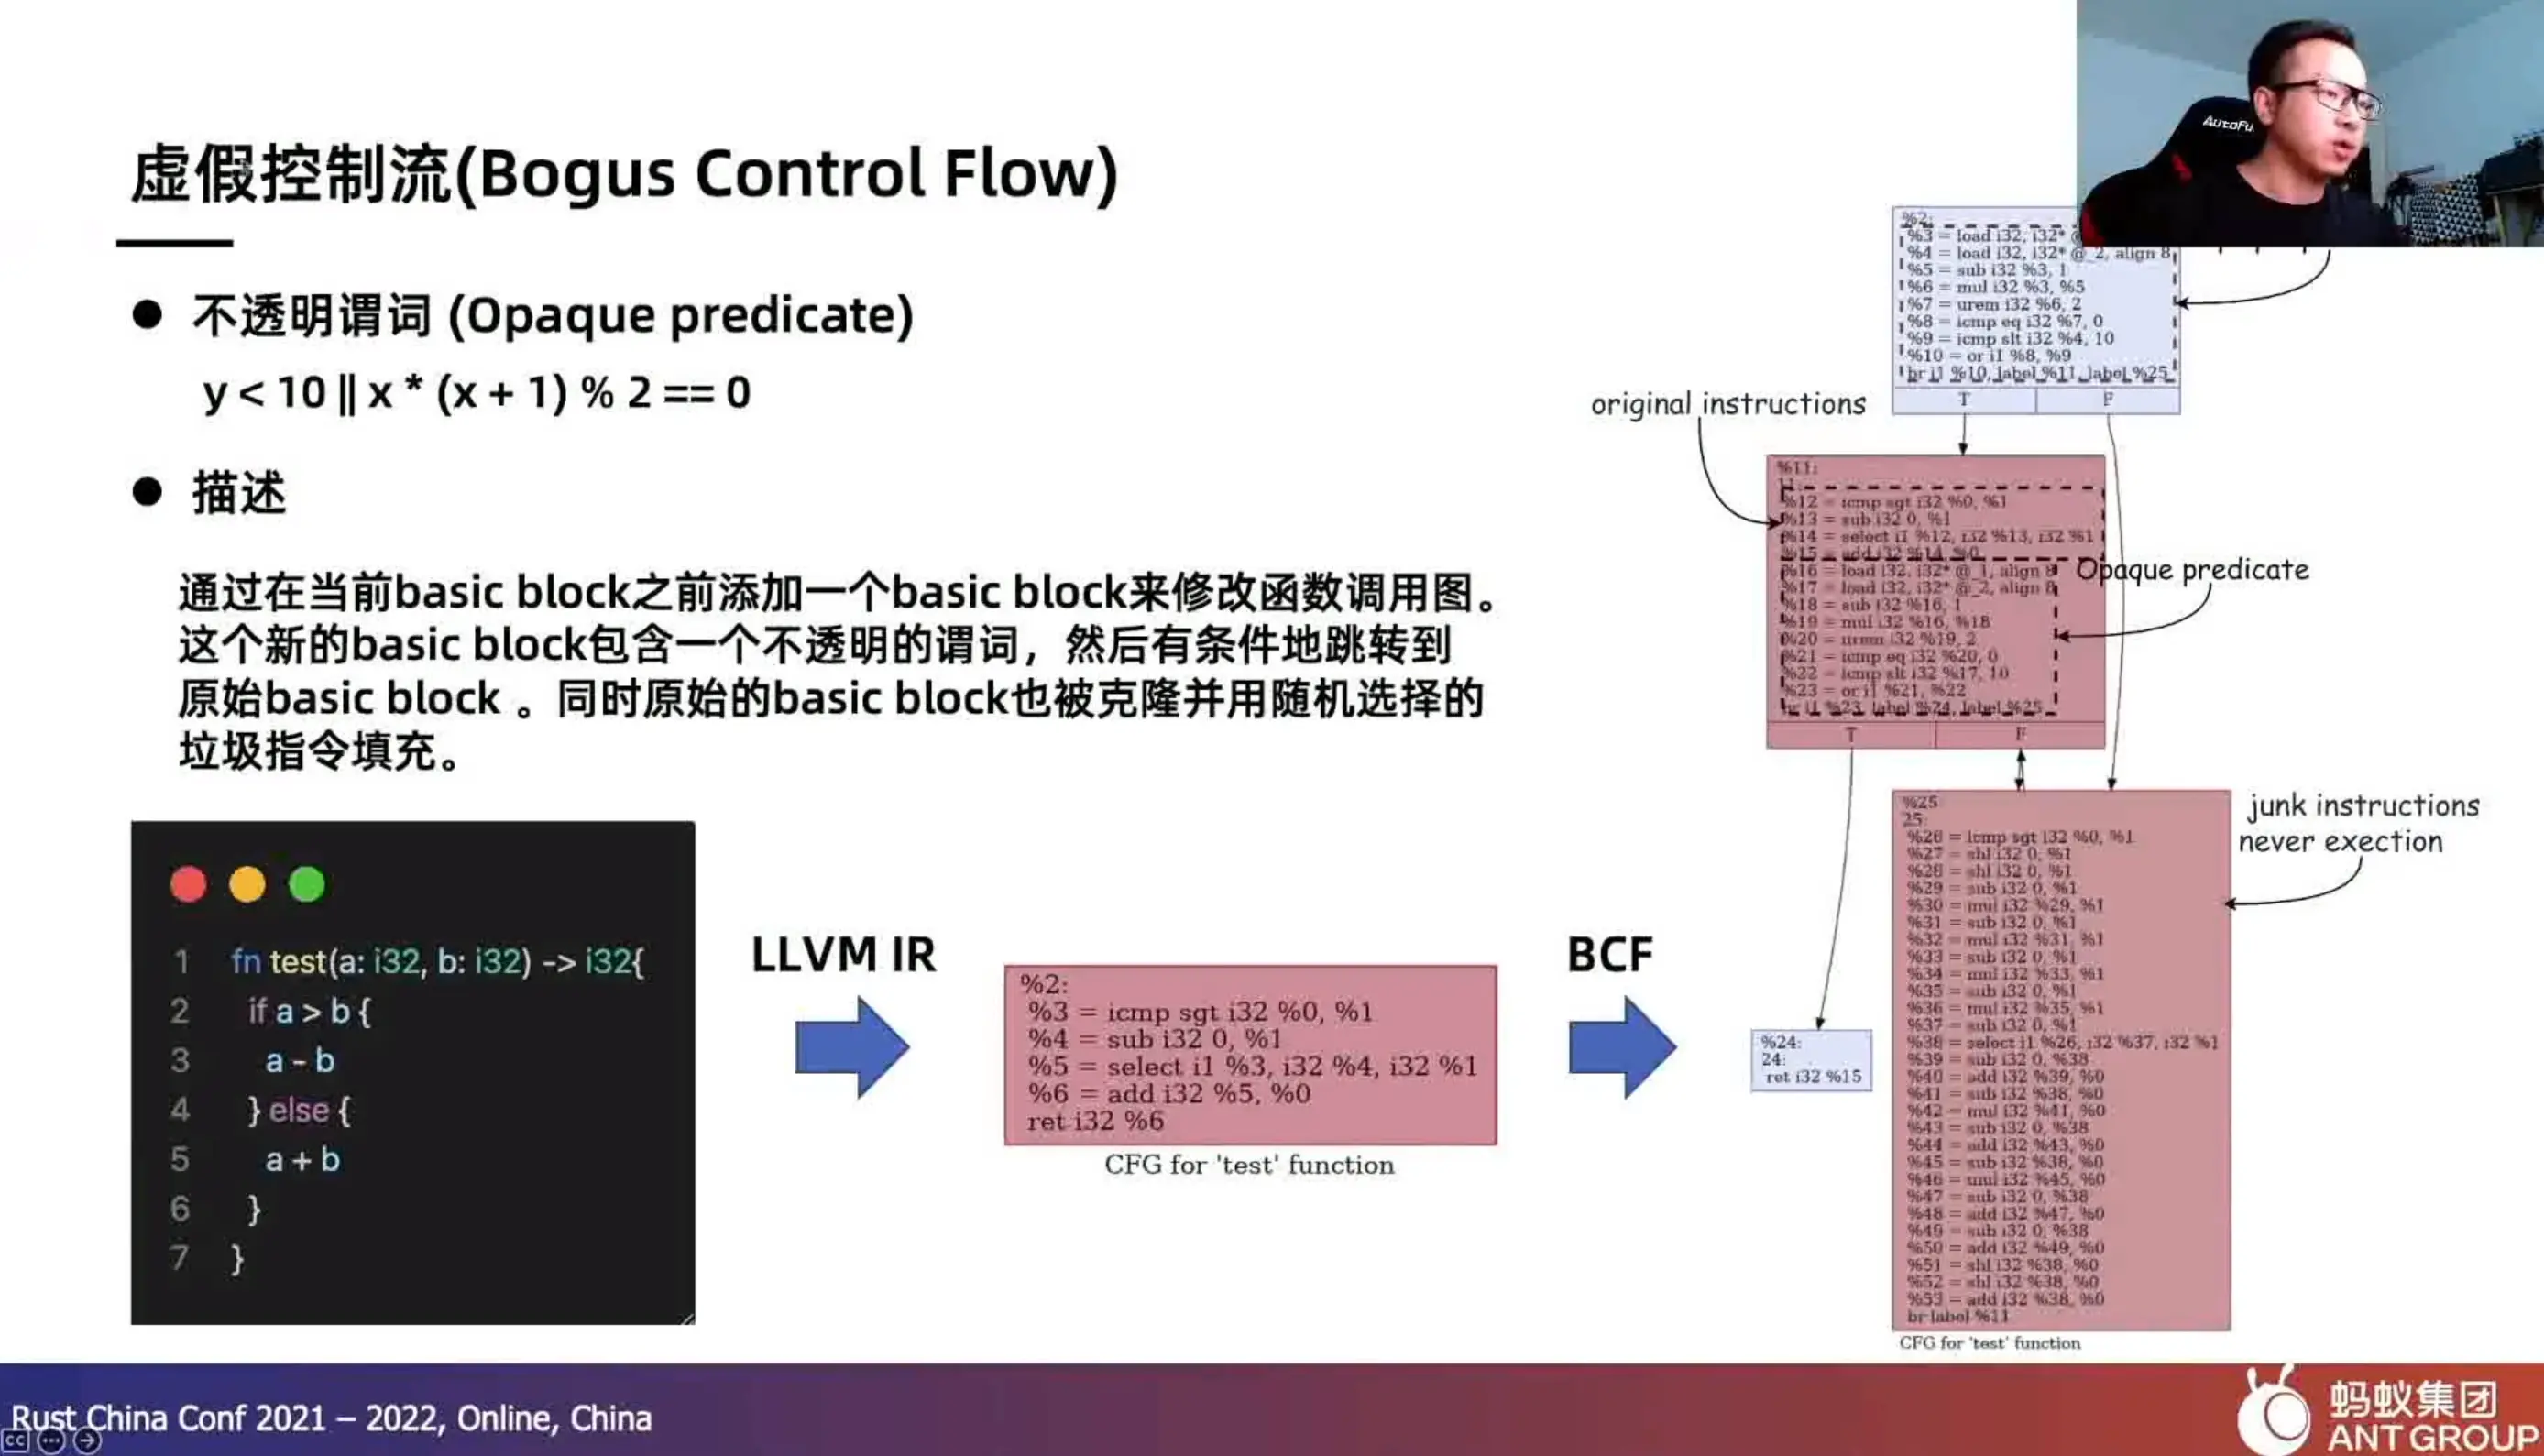 虚假控制流(Bogus Control Flow)
不透明谓词 (Opaque predicate)
y < 10 || x * (x + 1) % 2 == 0
描述
通过在当前basic block之前添加一个basic block来修改函数调用图。
这个新的basic block包含一个不透明的谓词，然后有条件地跳转到
原始basic block 。同时原始的basic block也被克隆并用随机选择的
垃圾指令填充。
1 fn test(a: i32, b: i32) -> i32{
2 if a > b {
3 a - b
4 } else {
5 a + b
6 }
7 }
LLVM IR
%2:
%3 = icmp sgt i32 %0, %1
%4 = sub i32 0, %1
%5 = select i1 %3, i32 %4, i32 %1
%6 = add i32 %5, %0
ret i32 %6
CFG for 'test' function
BCF
AutoFu
%2:
%3 = load i32, i32*
%4 = load i32, i32* @_2, align 8
%5 = sub i32 %3, 1
%6 = mul i32 %3, %5
%7 = urem i32 %6, 2
%8 = icmp eq i32 %7, 0
%9 = icmp slt i32 %4, 10
%10 = or i1 %8, %9
br i1 %10, label %11, label %25
T F
original instructions
%11:
11:
%12 = icmp sgt i32 %0, %1
%13 = sub i32 0, %1
%14 = select i1 %12, i32 %13, i32 %1
%15 = add i32 %14, %0
%16 = load i32, i32* @_1, align 8
%17 = load i32, i32* @_2, align 8
%18 = sub i32 %16, 1
%19 = mul i32 %16, %18
%20 = urem i32 %19, 2
%21 = icmp eq i32 %20, 0
%22 = icmp slt i32 %17, 10
%23 = or i1 %21, %22
br i1 %23, label %24, label %25
T F
Opaque predicate
%24:
24:
ret i32 %15
junk instructions
never exection
%25
25:
%26 = icmp sgt i32 %0, %1
%27 = shl i32 0, %1
%28 = shl i32 0, %1
%29 = sub i32 0, %1
%30 = mul i32 %29, %1
%31 = sub i32 0, %1
%32 = mul i32 %31, %1
%33 = sub i32 0, %1
%34 = mul i32 %33, %1
%35 = sub i32 0, %1
%36 = mul i32 %35, %1
%37 = sub i32 0, %1
%38 = select i1 %26, i32 %37, i32 %1
%39 = sub i32 0, %38
%40 = add i32 %39, %0
%41 = sub i32 %38, %0
%42 = mul i32 %41, %0
%43 = sub i32 0, %38
%44 = add i32 %43, %0
%45 = sub i32 %38, %0
%46 = mul i32 %45, %0
%47 = sub i32 0, %38
%48 = add i32 %47, %0
%49 = sub i32 0, %38
%50 = add i32 %49, %0
%51 = shl i32 %38, %0
%52 = shl i32 %38, %0
%53 = add i32 %38, %0
br label %11
CFG for 'test' function
Rust China Conf 2021 – 2022, Online, China
CC
蚂蚁集团
ANT GROUP